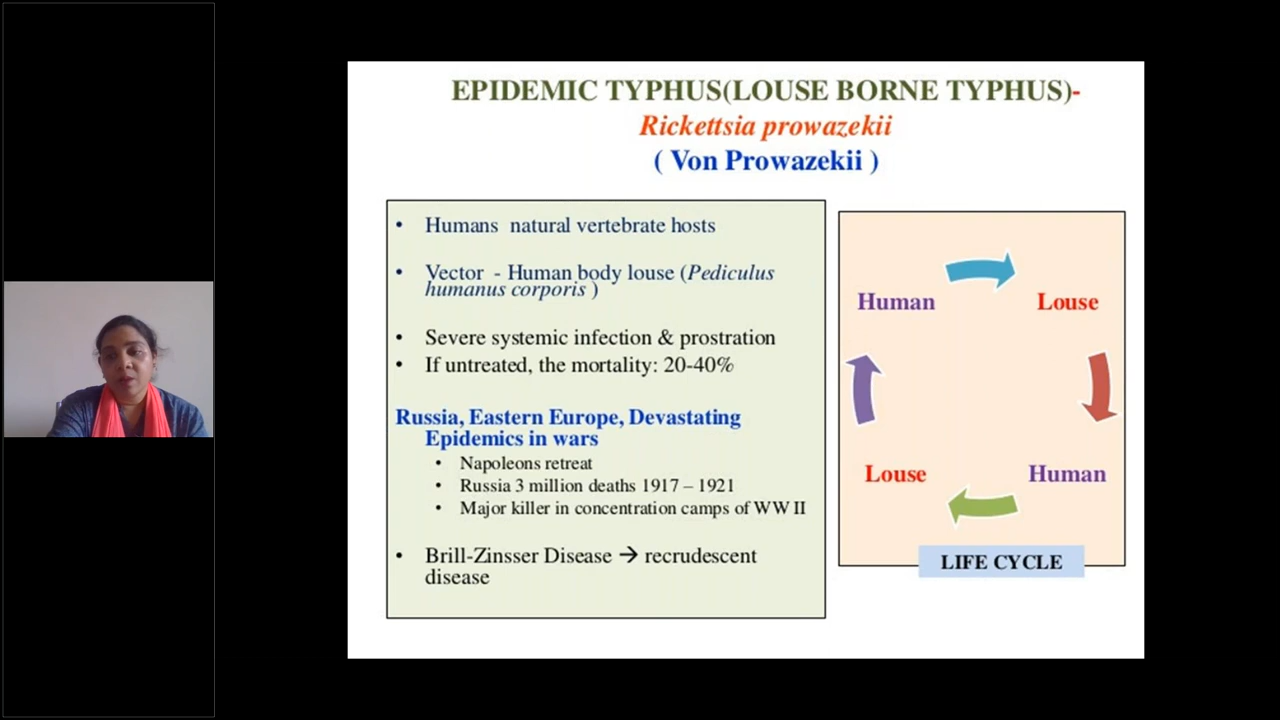 EPIDEMIC TYPHUS(LOUSE BORNE TYPHUS)-
Rickettsia prowazekii
( Von Prowazekii )
• Humans natural vertebrate hosts
• Vector - Human body louse (Pediculus
humanus corporis )
• Severe systemic infection & prostration
• If untreated, the mortality: 20-40%
Russia, Eastern Europe, Devastating
Epidemics in wars
• Napoleons retreat
• Russia 3 million deaths 1917 – 1921
• Major killer in concentration camps of WW II
• Brill-Zinsser Disease → recrudescent
disease
Human
Louse
Louse
Human
LIFE CYCLE